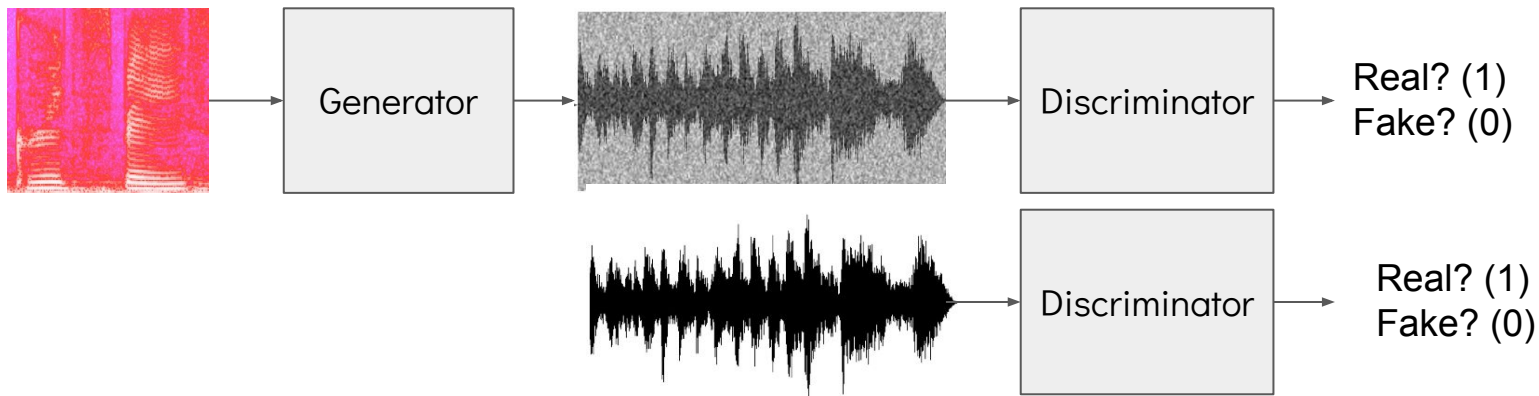 Generator
Discriminator
Real? (1)
Fake? (0)
Discriminator
Real? (1)
Fake? (0)